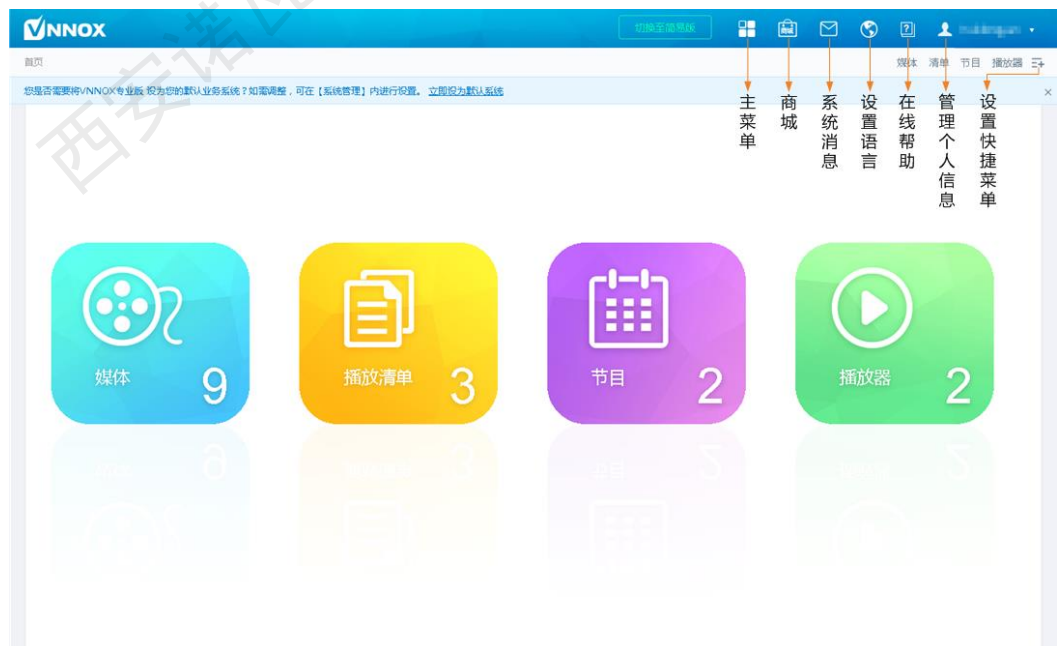 VNNOX
切换至简易版
首页
媒体 清单 节目 播放器
您是否需要将VNNOX专业版 设为您的默认业务系统？如需调整，可在【系统管理】内进行设置。 立即设为默认系统
主菜单
商城
系统消息
设置语言
在线帮助
管理个人信息
设置快捷菜单
媒体 9
播放清单 3
节目 2
播放器 2
西安诺